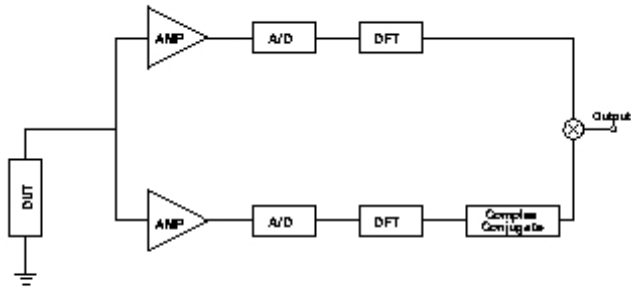 AMP
A/D
DFT
Output
DUT
AMP
A/D
DFT
Complex
Conjugate